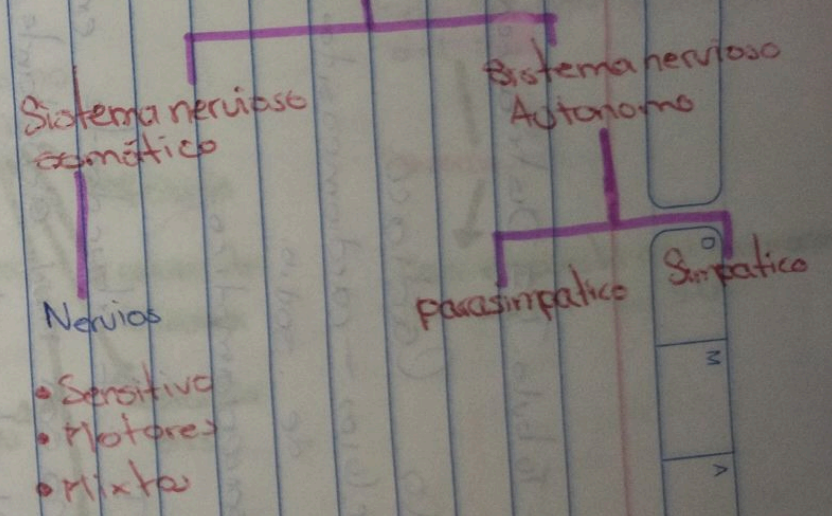 Sistema nervioso
somático
Nervios
• Sensitivo
• Motores
• Mixto
Sistema nervioso
Autonomo
parasimpatico
Simpatico
D
M
A